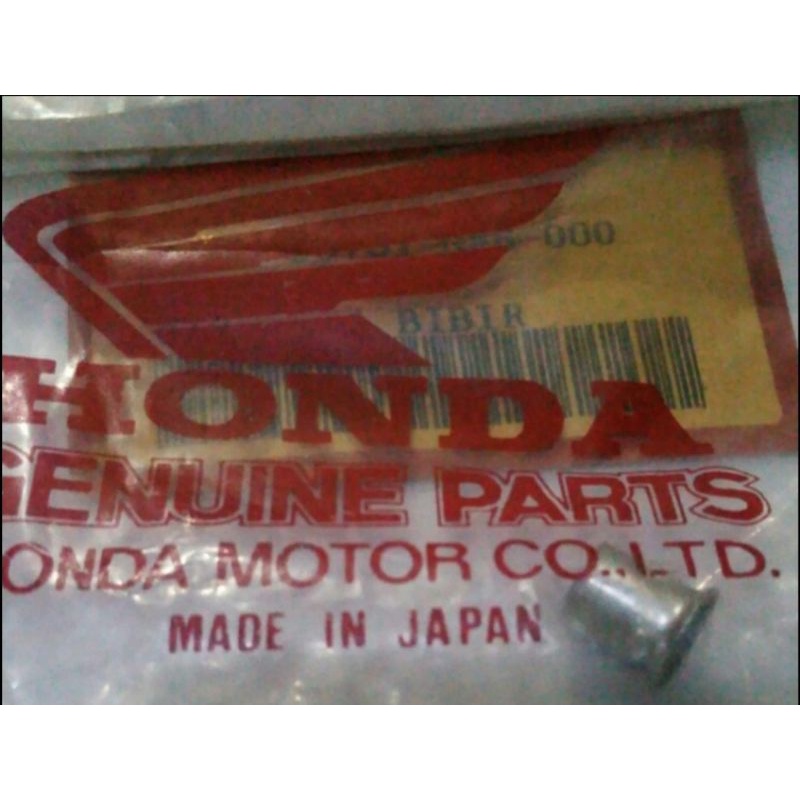 000
BIBIR
HONDA
GENUINE PARTS
HONDA MOTOR CO.,LTD.
MADE IN JAPAN